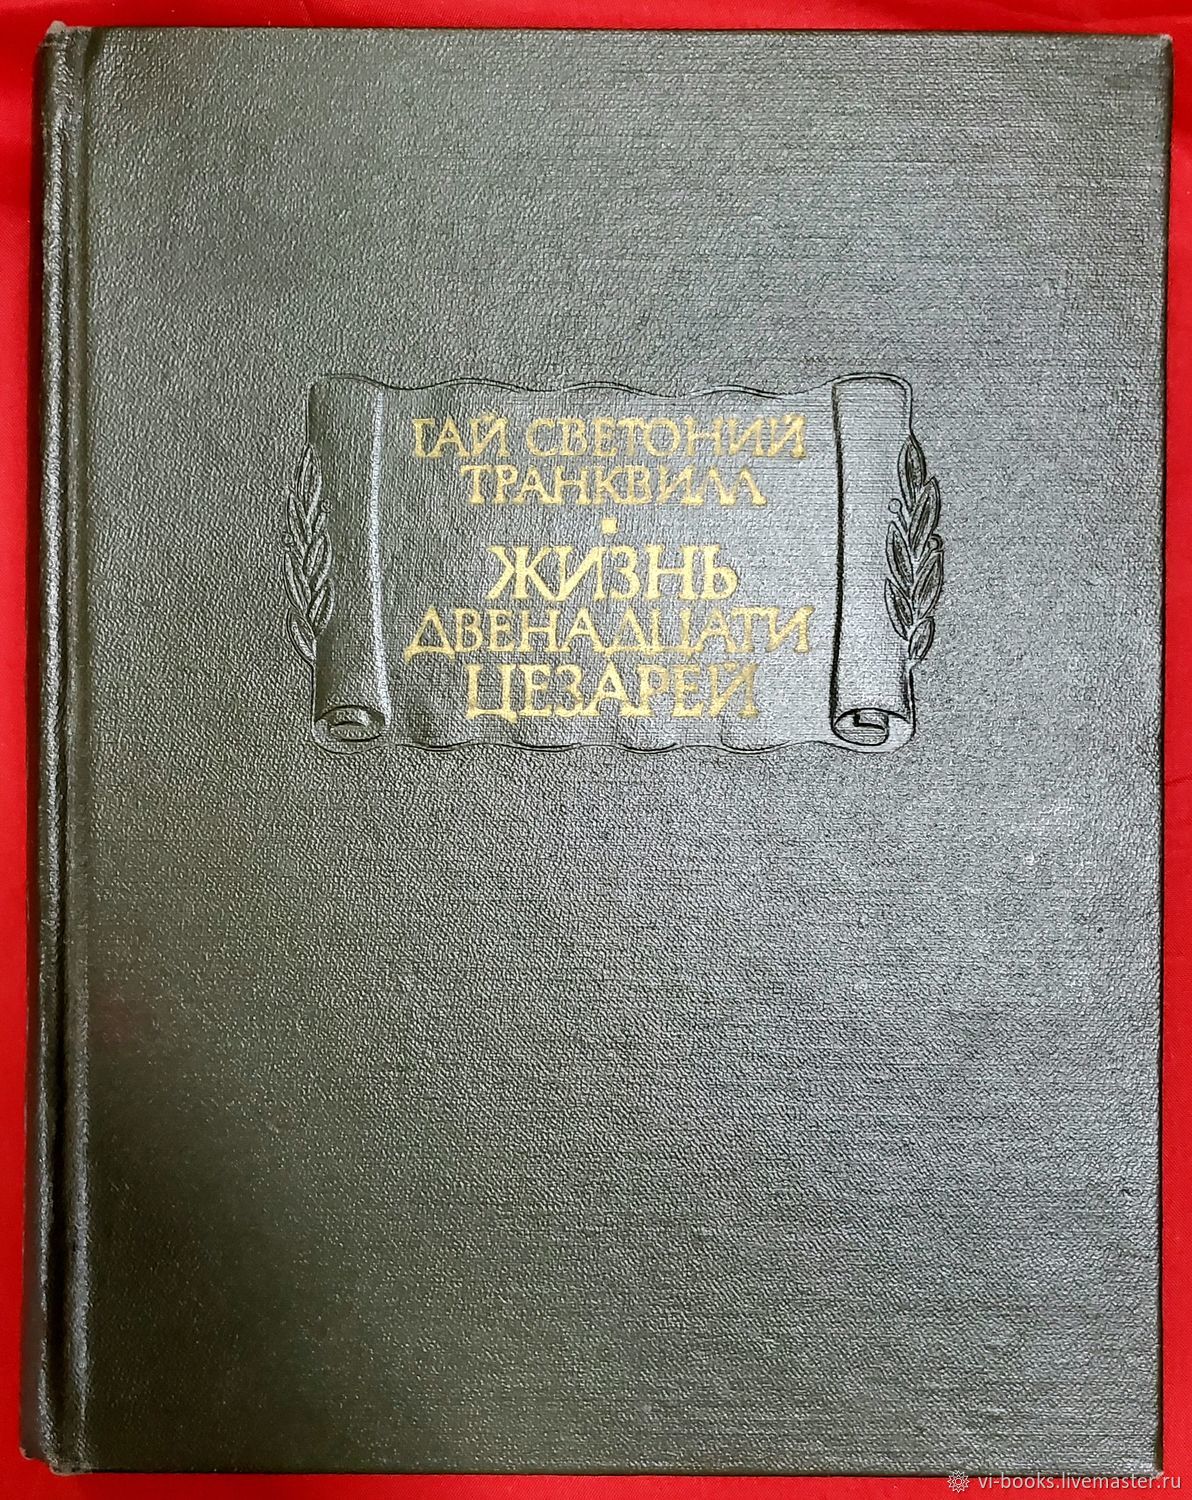 ГАЙ СВЕТОНИЙ
ТРАНКВИЛЛ
ЖИЗНЬ
ДВЕНАДЦАТИ
ЦЕЗАРЕЙ
vi-books.livemaster.ru